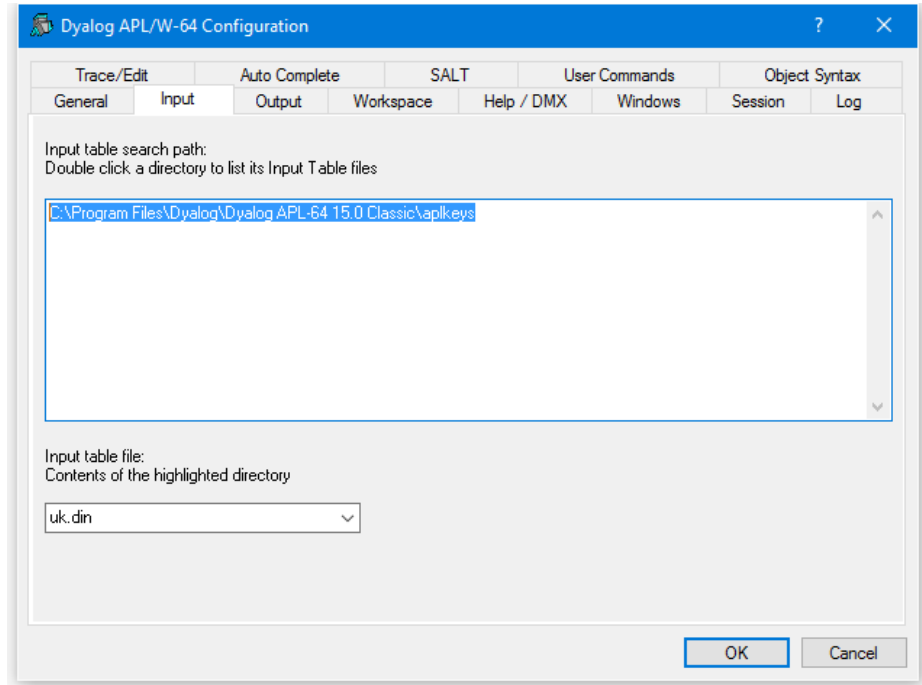 Dyalog APL/W-64 Configuration
Trace/Edit Auto Complete SALT User Commands Object Syntax
General Input Output Workspace Help / DMX Windows Session Log
Input table search path:
Double click a directory to list its Input Table files
C:\Program Files\Dyalog\Dyalog APL-64 15.0 Classic\aplkeys
Input table file:
Contents of the highlighted directory
uk.din
OK Cancel